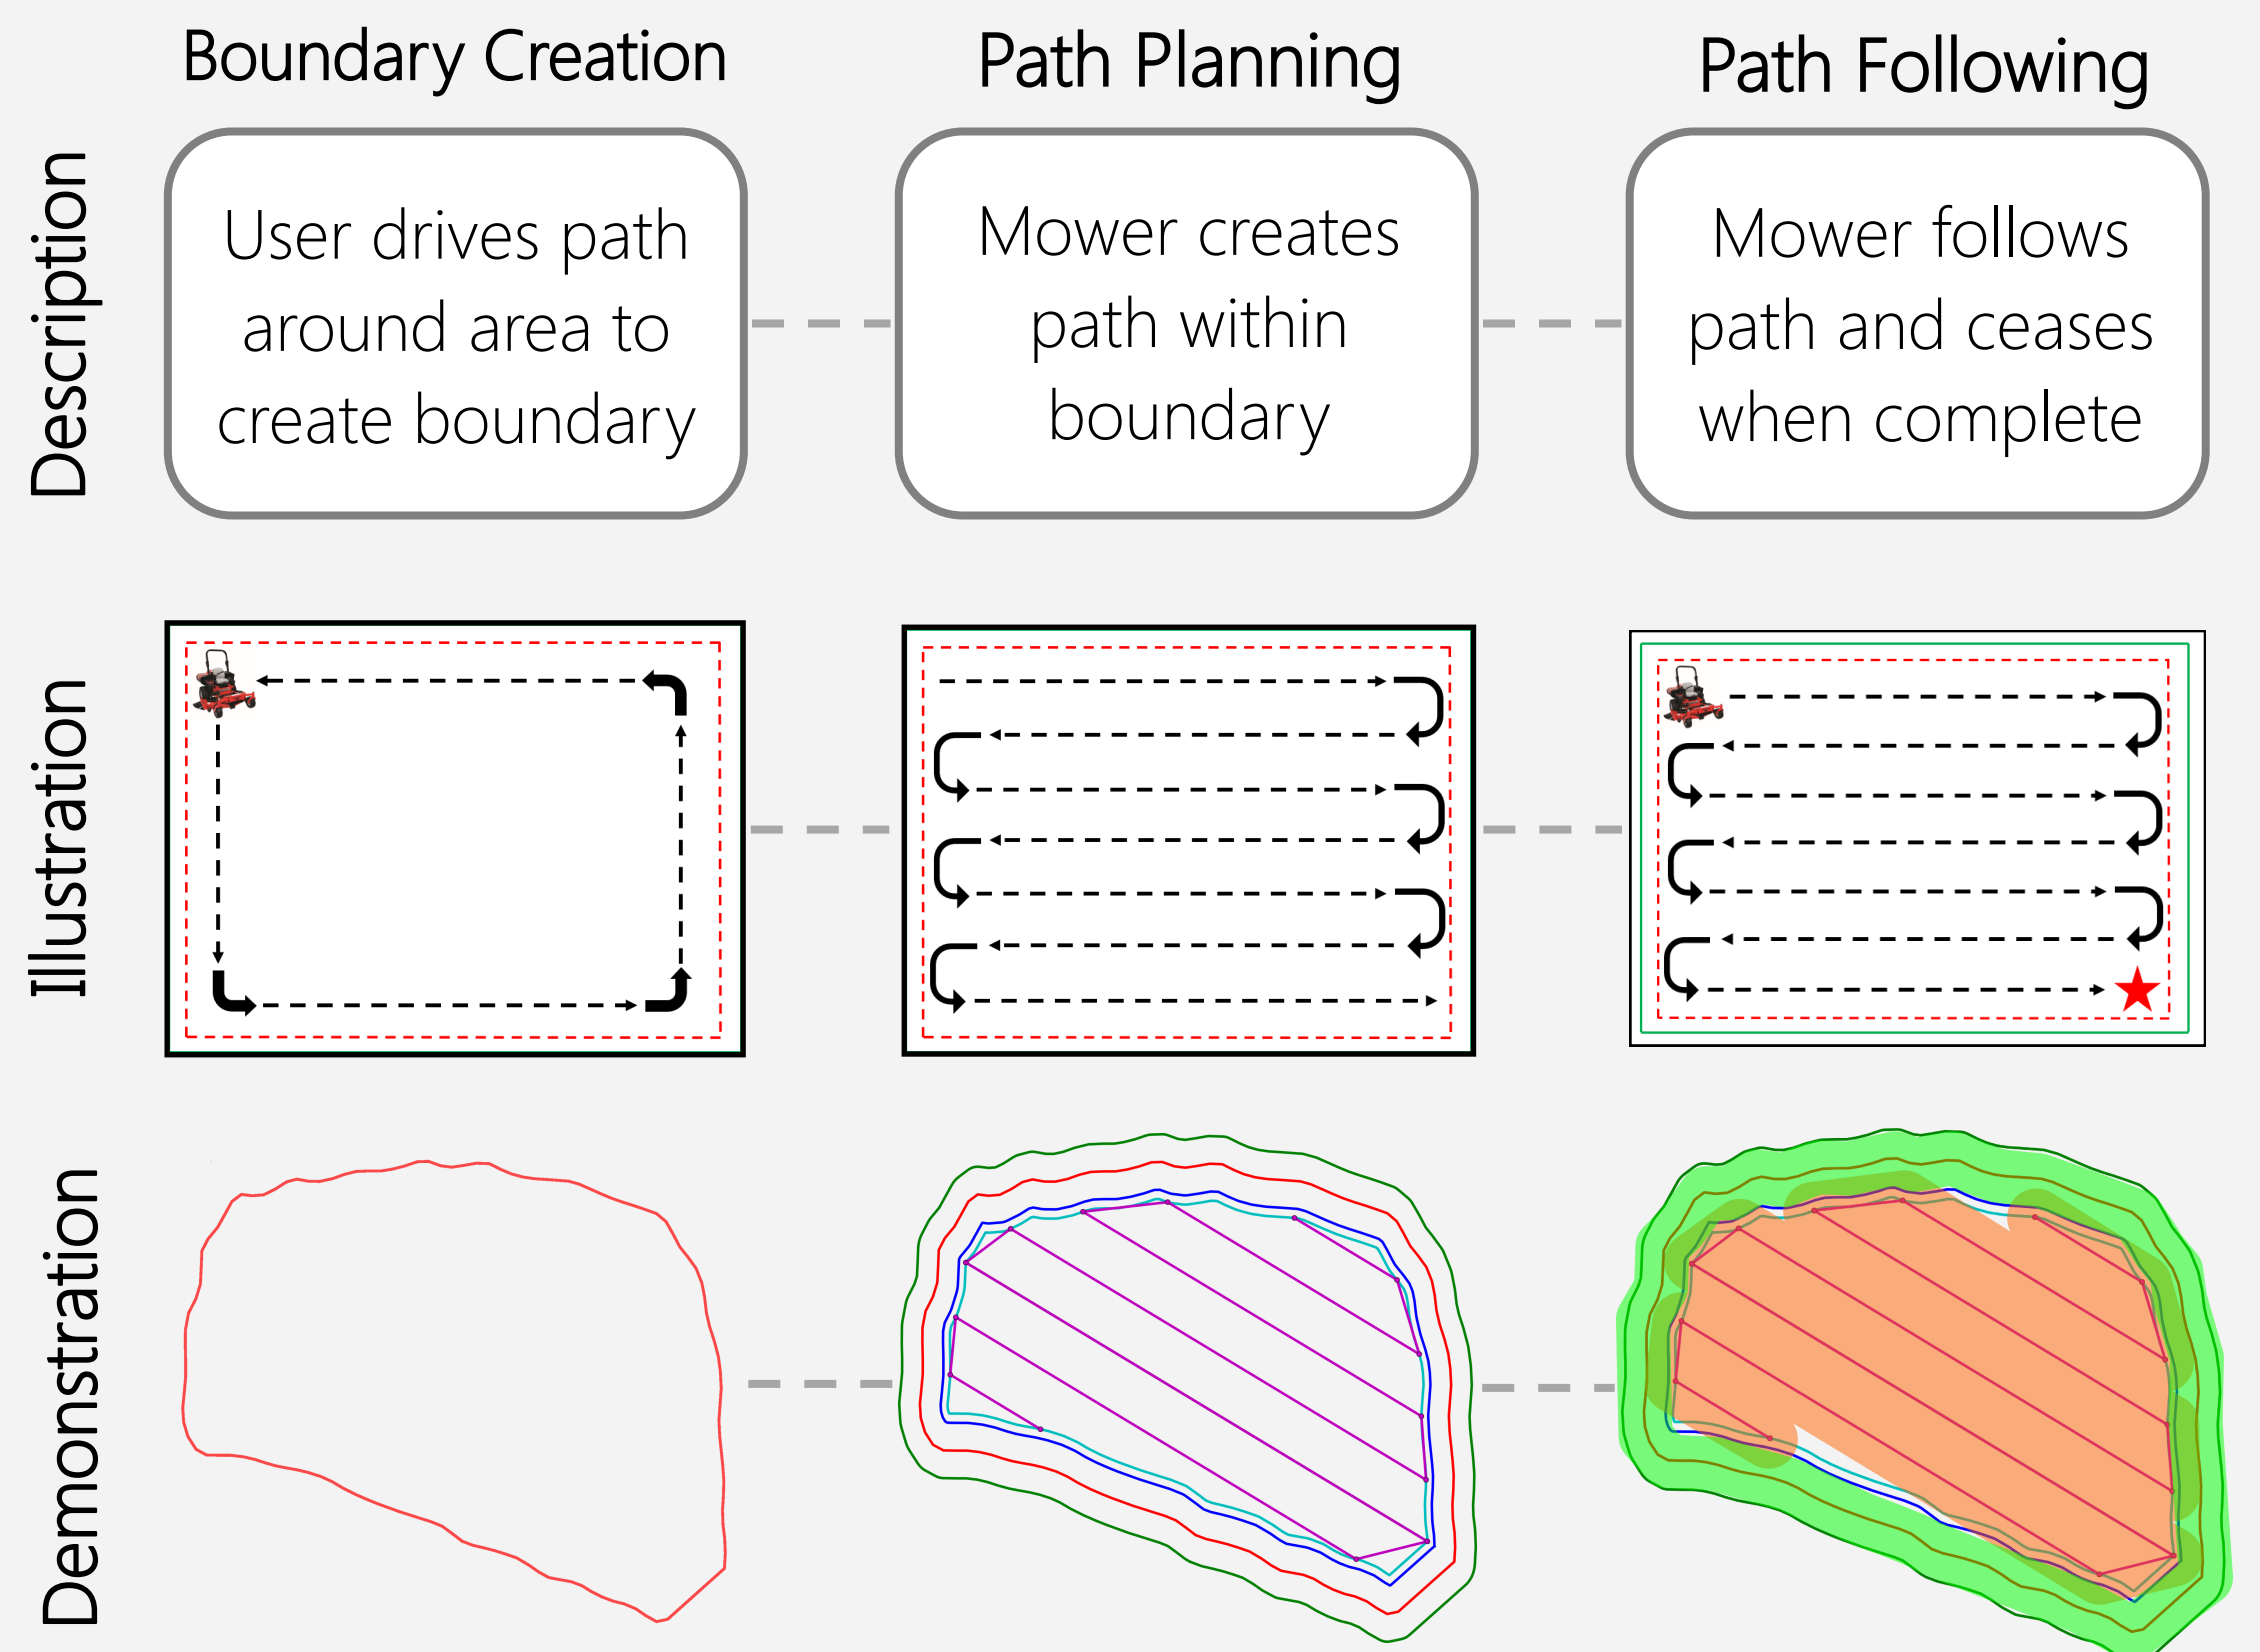 Boundary Creation
Path Planning
Path Following
Description
User drives path
around area to
create boundary
Mower creates
path within
boundary
Mower follows
path and ceases
when complete
Illustration
Demonstration